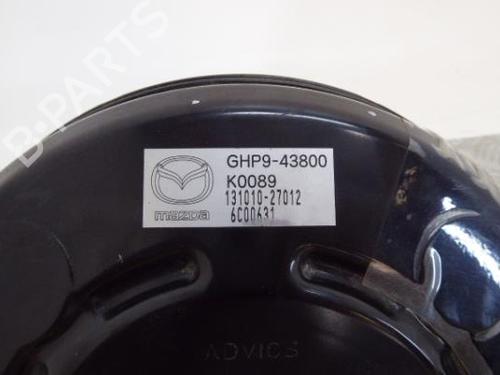 B-PARTS
GHP9-43800
K0089
131010-27012
mazda
6C00631
ADVICS